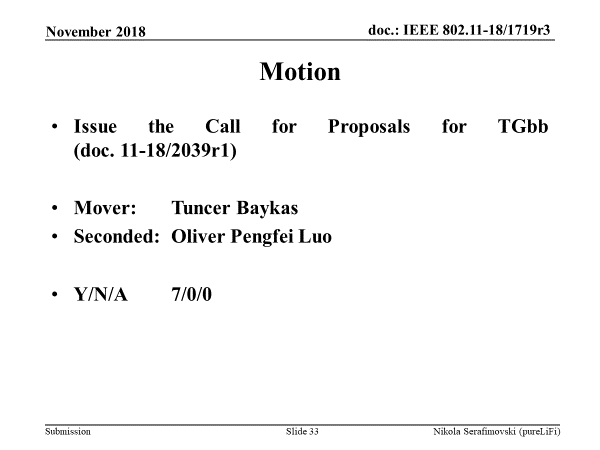 November 2018 doc.: IEEE 802.11-18/1719r3
Motion
• Issue the Call for Proposals for TGbb
(doc. 11-18/2039r1)
• Mover: Tuncer Baykas
• Seconded: Oliver Pengfei Luo
• Y/N/A 7/0/0
Submission Slide 33 Nikola Serafimovski (pureLiFi)